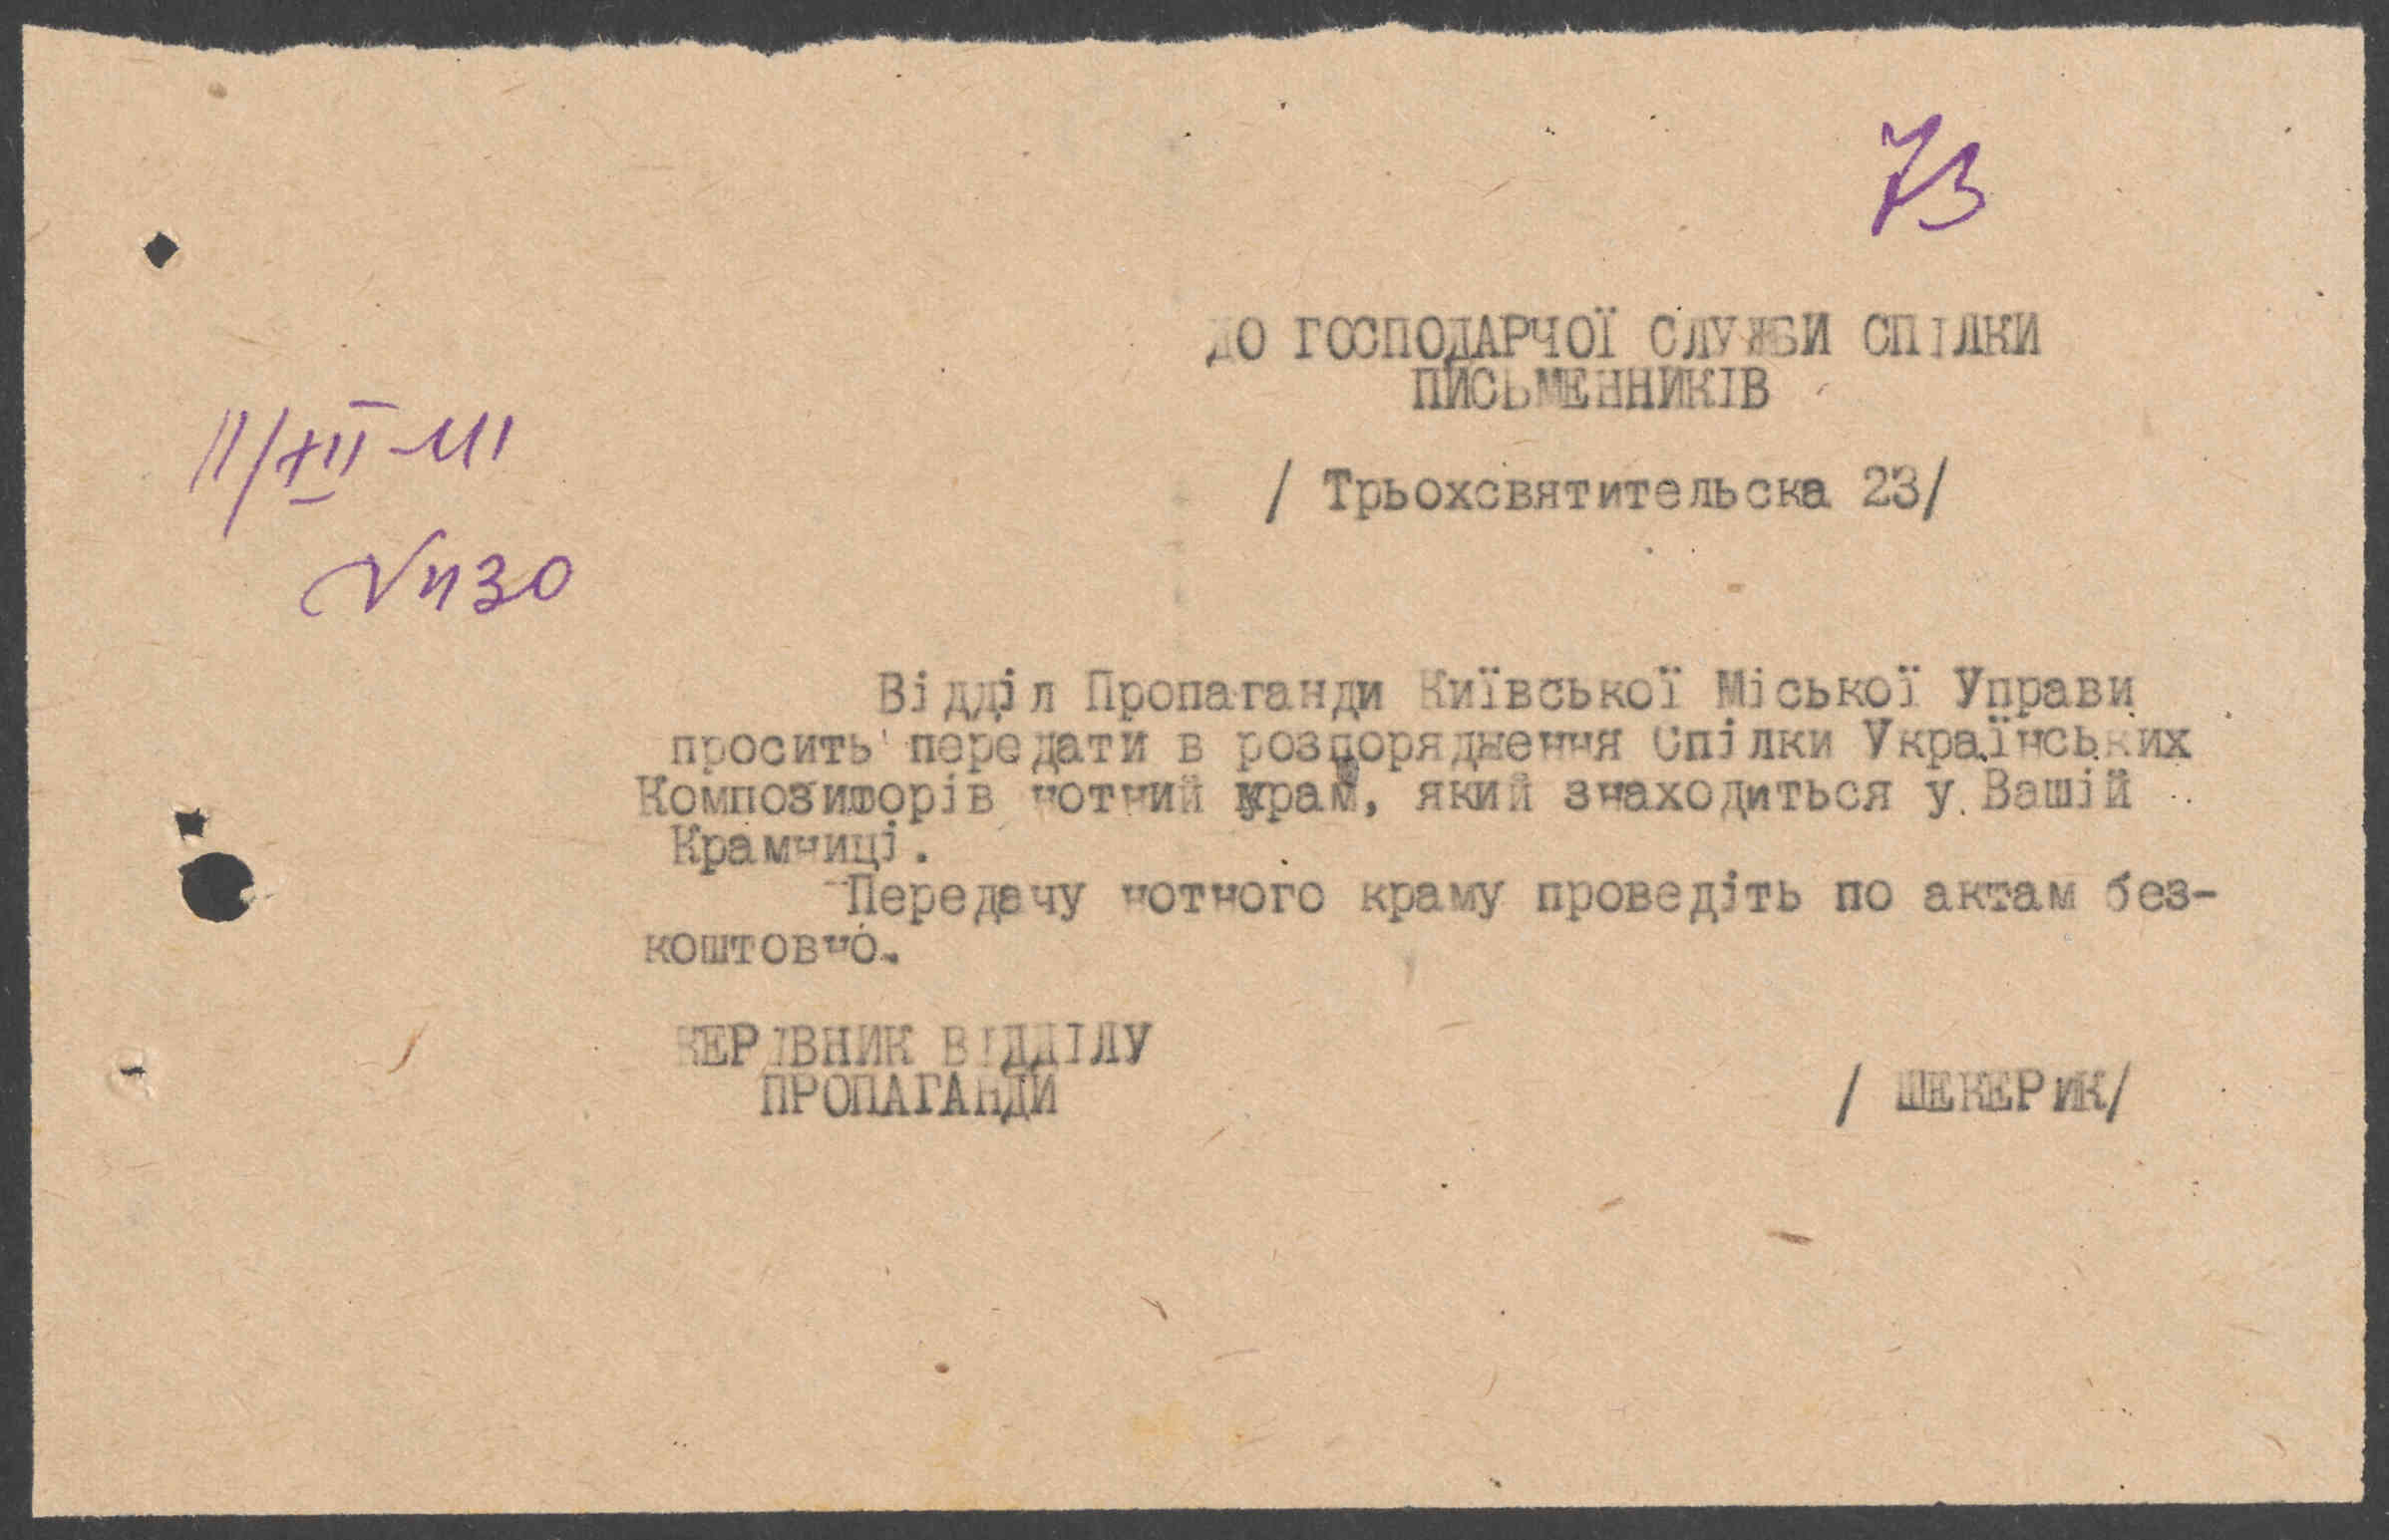 73
ДО ГОСПОДАРЧОЇ СЛУЖБИ СПІЛКИ
ПИСЬМЕННИКІВ
11/XII-41
/ Трьохсвятительска 23/
№ 430
Відділ Пропаганди Київської Міської Управи
просить передати в розпорядження Спілки Українських
Композиторів нотний крам, який знаходиться у Вашій
Крамниці.
Передачу нотного краму проведіть по актам без-
коштовно.
КЕРІВНИК ВІДДІЛУ
ПРОПАГАНДИ
/ ШЕКЕРИК/